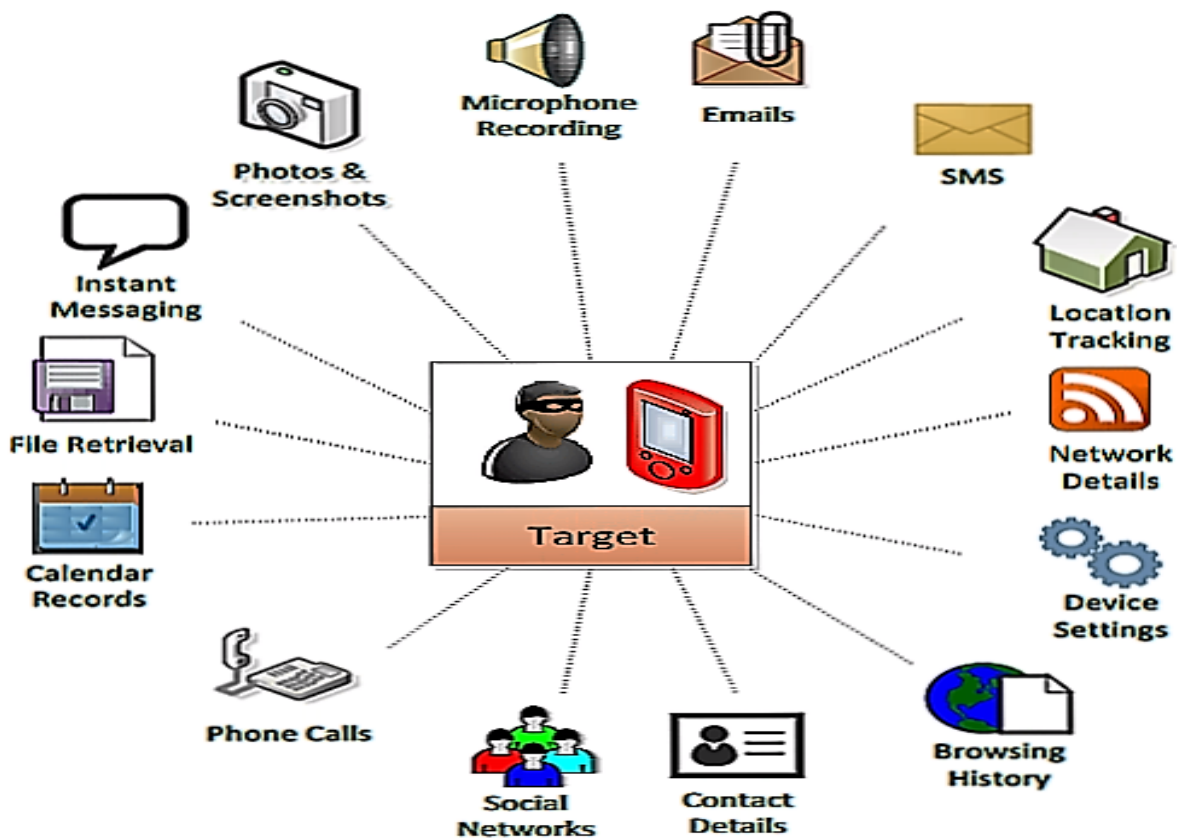 Microphone
Recording
Emails
Photos &
Screenshots
SMS
Instant
Messaging
Location
Tracking
File Retrieval
Network
Details
Target
Calendar
Records
Device
Settings
Phone Calls
Browsing
History
Social
Networks
Contact
Details